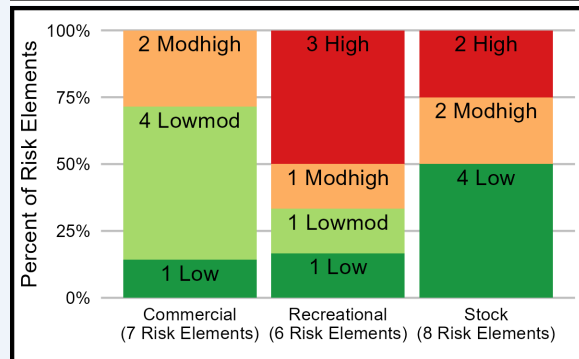 Percent of Risk Elements
100%
75%
50%
25%
0%
2 Modhigh
4 Lowmod
1 Low
3 High
1 Modhigh
1 Lowmod
1 Low
2 High
2 Modhigh
4 Low
Commercial
(7 Risk Elements)
Recreational
(6 Risk Elements)
Stock
(8 Risk Elements)